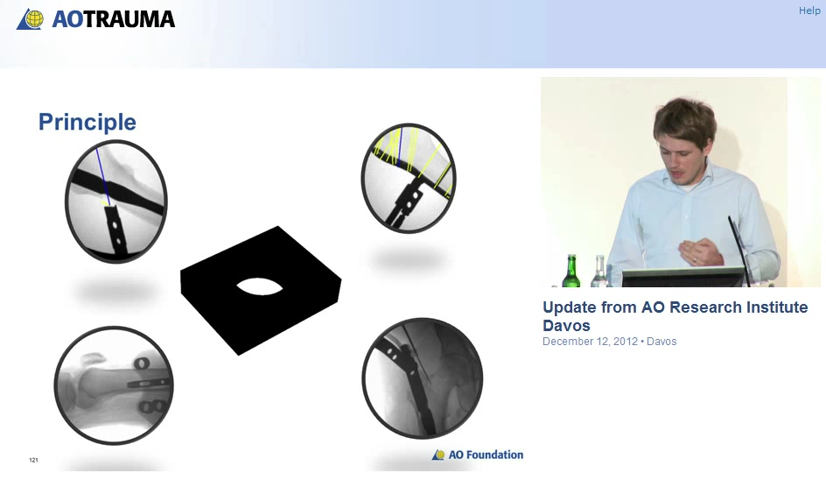 AOTRAUMA
Help
Principle
Update from AO Research Institute
Davos
December 12, 2012 • Davos
121
AO Foundation